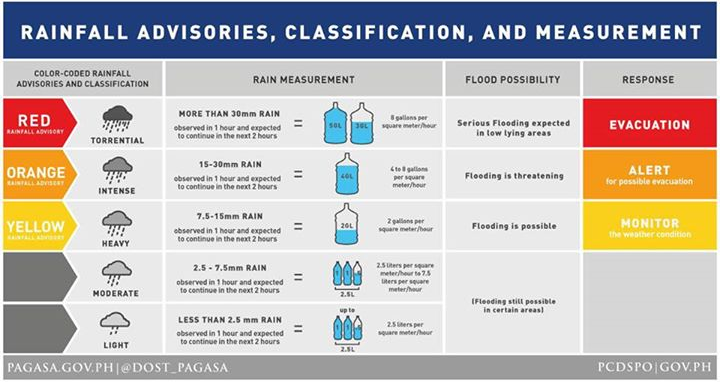 RAINFALL ADVISORIES, CLASSIFICATION, AND MEASUREMENT
COLOR-CODED RAINFALL
ADVISORIES AND CLASSIFICATION
RAIN MEASUREMENT
FLOOD POSSIBILITY
RESPONSE
RED
RAINFALL ADVISORY
TORRENTIAL
MORE THAN 30mm RAIN
observed in 1 hour and expected
to continue in the next 2 hours
=
50L
30L
8 gallons per
square meter/hour
Serious Flooding expected
in low lying areas
EVACUATION
ORANGE
RAINFALL ADVISORY
INTENSE
15-30mm RAIN
observed in 1 hour and expected
to continue in the next 2 hours
=
40L
4 to 8 gallons
per square
meter/hour
Flooding is threatening
ALERT
for possible evacuation
YELLOW
RAINFALL ADVISORY
HEAVY
7.5-15mm RAIN
observed in 1 hour and expected
to continue in the next 2 hours
=
20L
2 gallons per
square meter/hour
Flooding is possible
MONITOR
the weather condition
MODERATE
2.5 - 7.5mm RAIN
observed in 1 hour and expected
to continue in the next 2 hours
=
2.5L
2.5 liters per square
meter/hour to 7.5
liters per square
meter/hour
(Flooding still possible
in certain areas)
LIGHT
LESS THAN 2.5 mm RAIN
observed in 1 hour and expected
to continue in the next 2 hours
=
up to
2.5L
2.5 liters per
square meter/hour
PAGASA.GOV.PH|@DOST_PAGASA
PCDSPO|GOV.PH